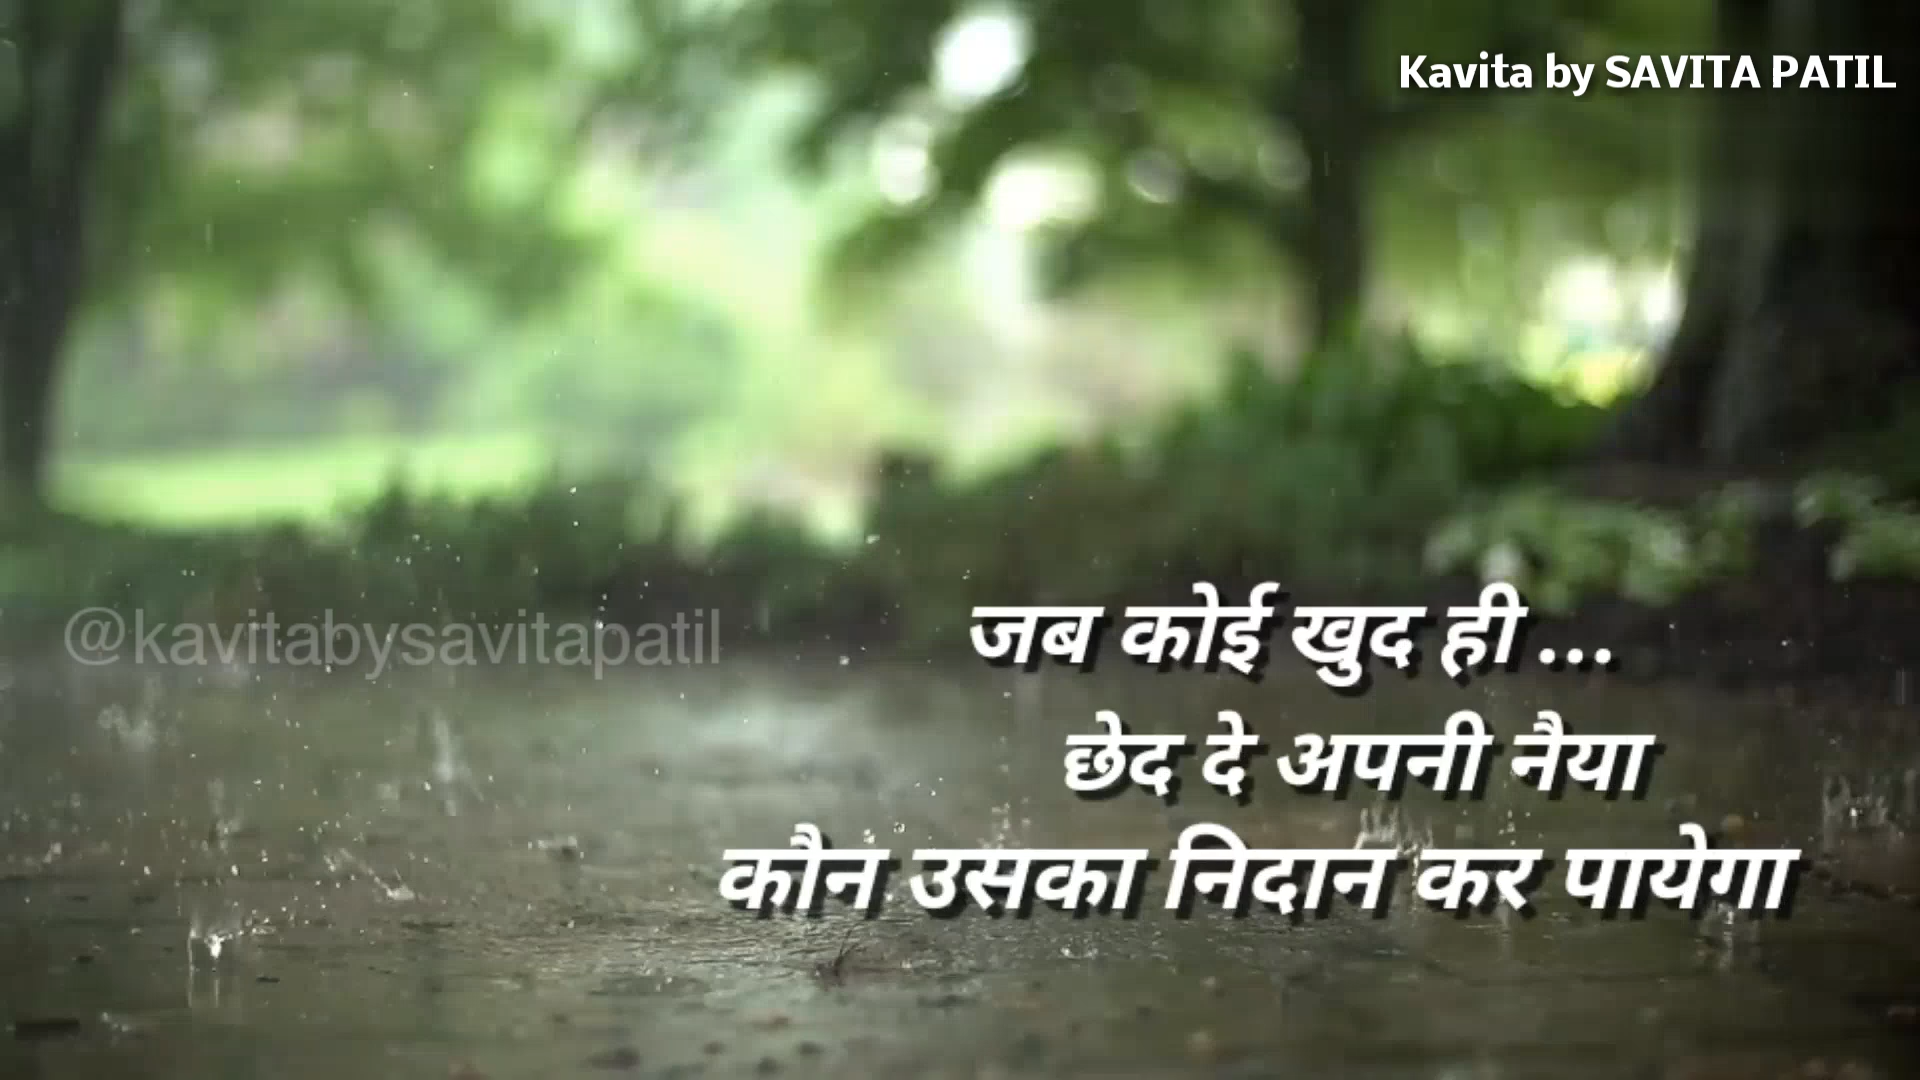 Kavita by SAVITA PATIL
@kavitabysavitapatil
जब कोई खुद ही ...
छेद दे अपनी नैया
कौन उसका निदान कर पायेगा